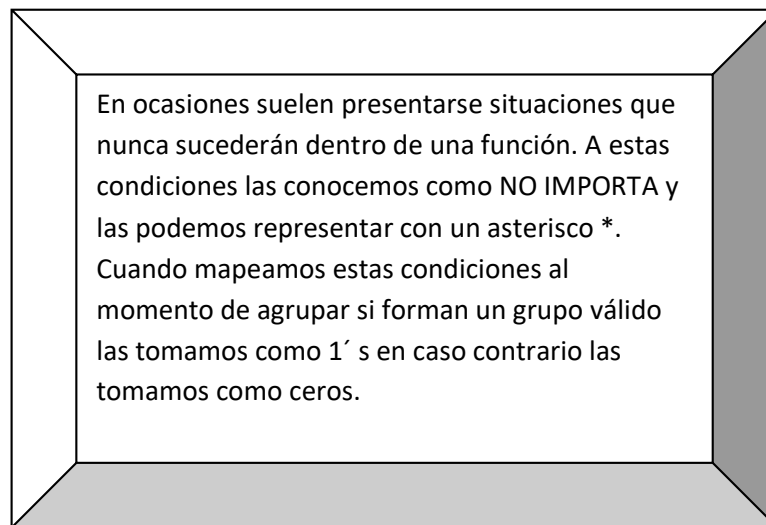 En ocasiones suelen presentarse situaciones que
nunca sucederán dentro de una función. A estas
condiciones las conocemos como NO IMPORTA y
las podemos representar con un asterisco *.
Cuando mapeamos estas condiciones al
momento de agrupar si forman un grupo válido
las tomamos como 1´ s en caso contrario las
tomamos como ceros.